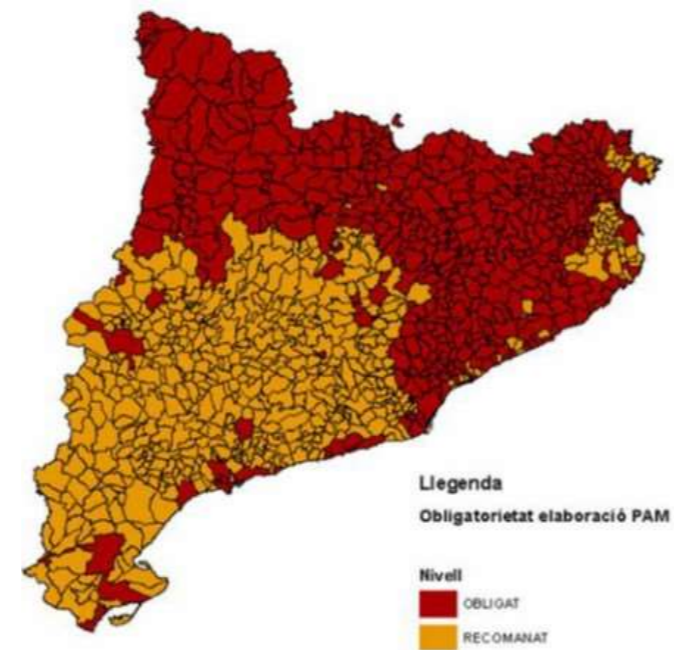 Llegenda
Obligatorietat elaboració PAM
Nivell
OBLIGAT
RECOMANAT